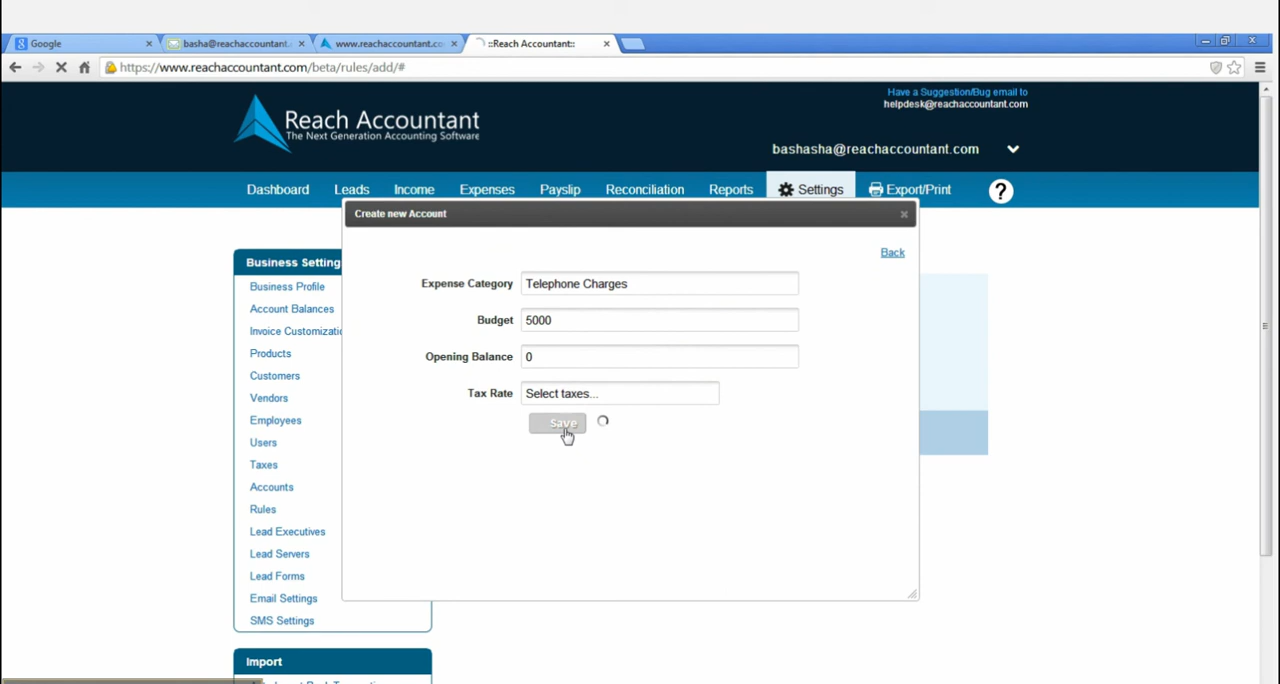 Google
basha@reachaccountant.
www.reachaccountant.co
::Reach Accountant::
https://www.reachaccountant.com/beta/rules/add/#
Have a Suggestion/Bug email to
helpdesk@reachaccountant.com
Reach Accountant
The Next Generation Accounting Software
bashasha@reachaccountant.com
Dashboard Leads Income Expenses Payslip Reconciliation Reports Settings Export/Print ?
Create new Account
Back
Expense Category Telephone Charges
Budget 5000
Opening Balance 0
Tax Rate Select taxes...
Save
Business Setting
Business Profile
Account Balances
Invoice Customizatio
Products
Customers
Vendors
Employees
Users
Taxes
Accounts
Rules
Lead Executives
Lead Servers
Lead Forms
Email Settings
SMS Settings
Import